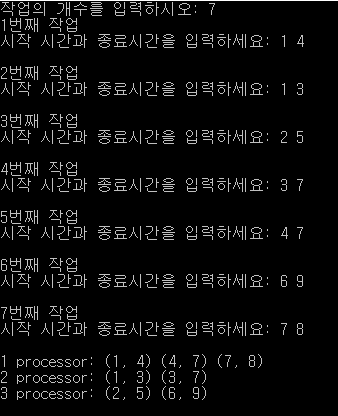 작업의 개수를 입력하시오: 7
1번째 작업
시작 시간과 종료시간을 입력하세요: 1 4
2번째 작업
시작 시간과 종료시간을 입력하세요: 1 3
3번째 작업
시작 시간과 종료시간을 입력하세요: 2 5
4번째 작업
시작 시간과 종료시간을 입력하세요: 3 7
5번째 작업
시작 시간과 종료시간을 입력하세요: 4 7
6번째 작업
시작 시간과 종료시간을 입력하세요: 6 9
7번째 작업
시작 시간과 종료시간을 입력하세요: 7 8
1 processor: (1, 4) (4, 7) (7, 8)
2 processor: (1, 3) (3, 7)
3 processor: (2, 5) (6, 9)